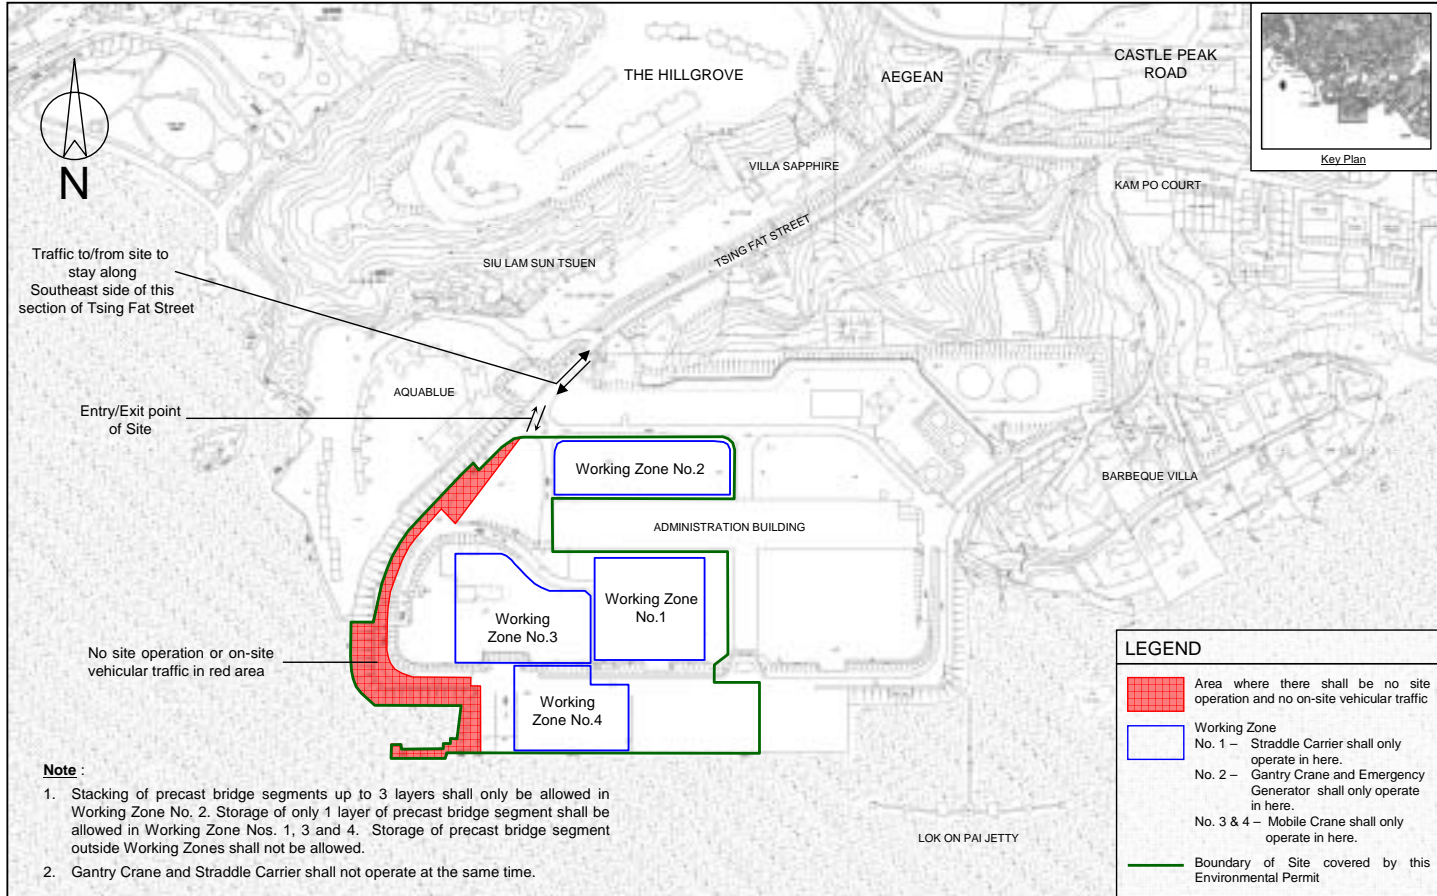 THE HILLGROVE
AEGEAN
CASTLE PEAK
ROAD
Key Plan
N
VILLA SAPPHIRE
KAM PO COURT
TSING FAT STREET
SIU LAM SUN TSUEN
Traffic to/from site to
stay along
Southeast side of this
section of Tsing Fat Street
AQUABLUE
Entry/Exit point
of Site
Working Zone No.2
BARBEQUE VILLA
ADMINISTRATION BUILDING
Working Zone
No.1
Working
Zone No.3
No site operation or on-site
vehicular traffic in red area
Working
Zone No.4
LOK ON PAI JETTY
Note :
1. Stacking of precast bridge segments up to 3 layers shall only be allowed in
Working Zone No. 2. Storage of only 1 layer of precast bridge segment shall be
allowed in Working Zone Nos. 1, 3 and 4. Storage of precast bridge segment
outside Working Zones shall not be allowed.
2. Gantry Crane and Straddle Carrier shall not operate at the same time.
LEGEND
Area where there shall be no site
operation and no on-site vehicular traffic
Working Zone
No. 1 – Straddle Carrier shall only
operate in here.
No. 2 – Gantry Crane and Emergency
Generator shall only operate
in here.
No. 3 & 4 – Mobile Crane shall only
operate in here.
Boundary of Site covered by this
Environmental Permit